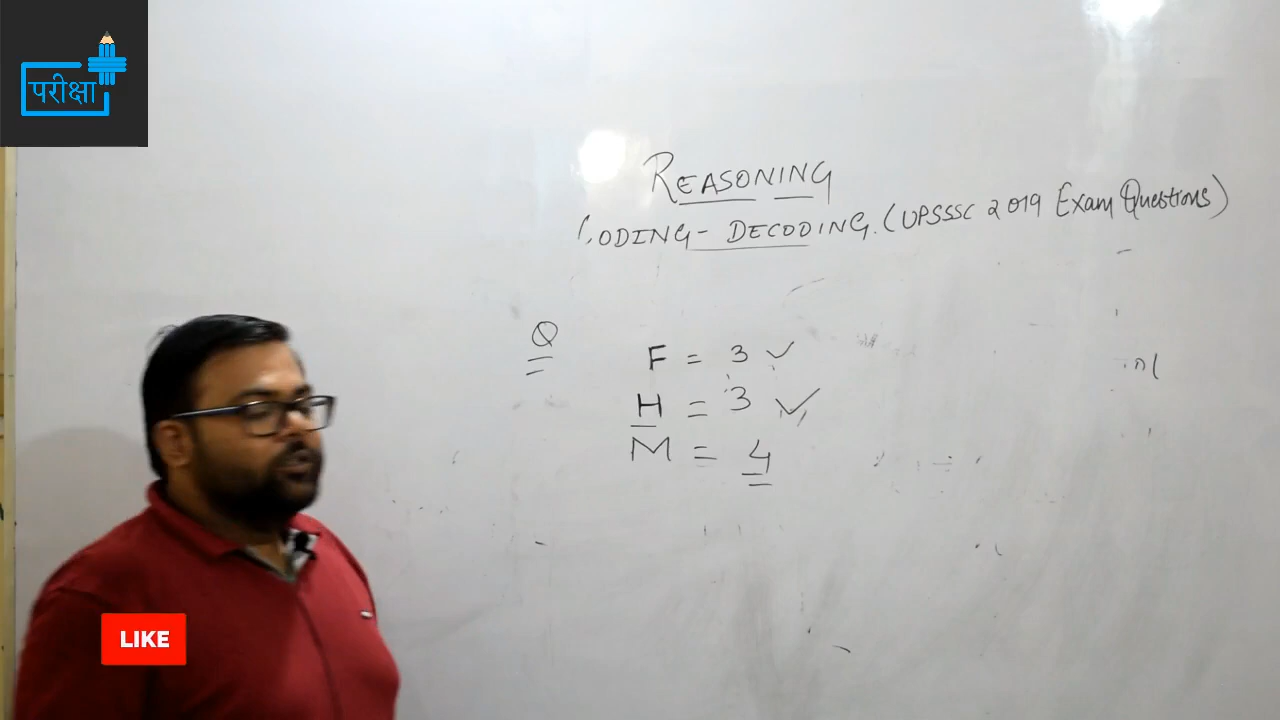 परीक्षा
REASONING
CODING - DECODING. (UPSSSC 2019 Exam Questions)
Q
F = 3 ✓
H = 3 ✓
M = 4
LIKE